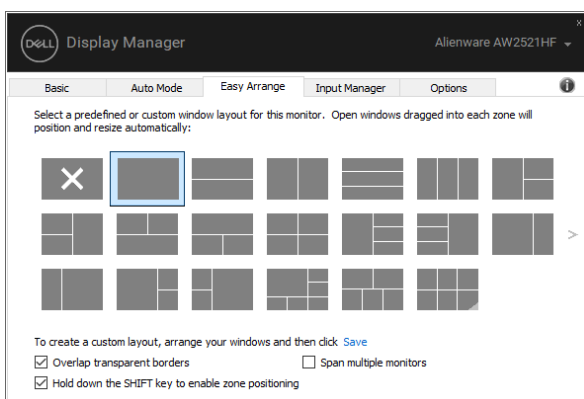 DELL Display Manager
Alienware AW2521HF
Basic
Auto Mode
Easy Arrange
Input Manager
Options
Select a predefined or custom window layout for this monitor. Open windows dragged into each zone will
position and resize automatically:
To create a custom layout, arrange your windows and then click Save
Overlap transparent borders
Span multiple monitors
Hold down the SHIFT key to enable zone positioning